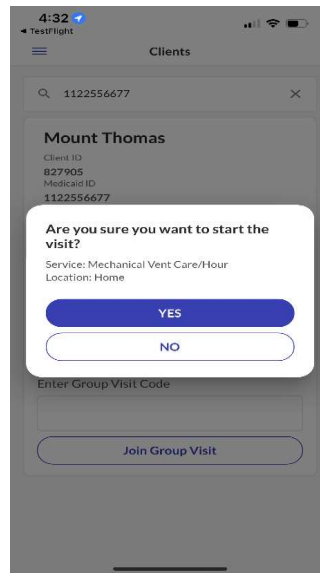 4:32
TestFlight
Clients
1122556677
Mount Thomas
Client ID
827905
Medicaid ID
1122556677
Are you sure you want to start the
visit?
Service: Mechanical Vent Care/Hour
Location: Home
YES
NO
Enter Group Visit Code
Join Group Visit